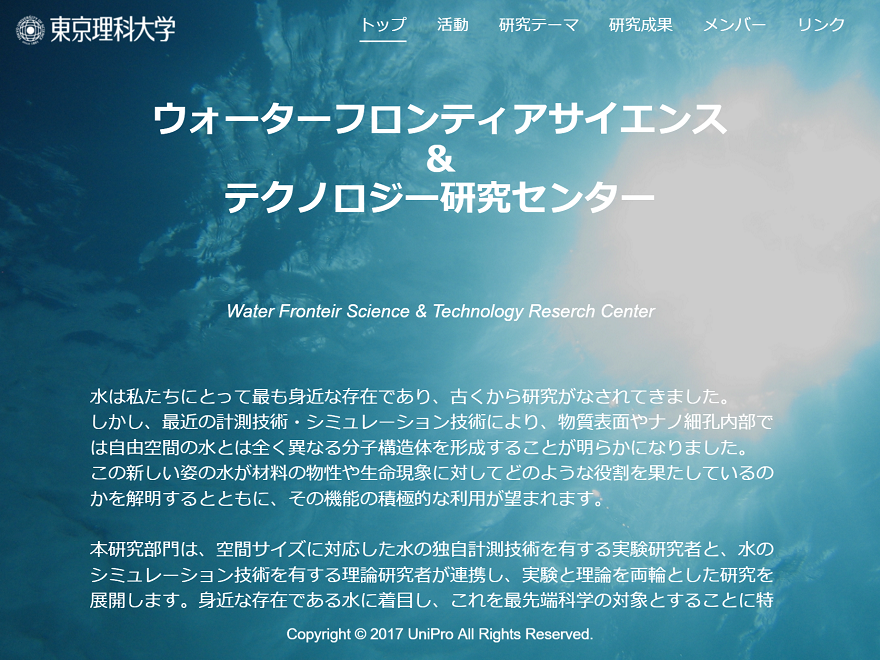 東京理科大学
トップ 活動 研究テーマ 研究成果 メンバー リンク
ウォーターフロンティアサイエンス
&
テクノロジー研究センター
Water Fronteir Science & Technology Reserch Center
水は私たちにとって最も身近な存在であり、古くから研究がなされてきました。
しかし、最近の計測技術・シミュレーション技術により、物質表面やナノ細孔内部で
は自由空間の水とは全く異なる分子構造体を形成することが明らかになりました。
この新しい姿の水が材料の物性や生命現象に対してどのような役割を果たしているの
かを解明するとともに、その機能の積極的な利用が望まれます。
本研究部門は、空間サイズに対応した水の独自計測技術を有する実験研究者と、水の
シミュレーション技術を有する理論研究者が連携し、実験と理論を両輪とした研究を
展開します。身近な存在である水に着目し、これを最先端科学の対象とすることに特
Copyright © 2017 UniPro All Rights Reserved.